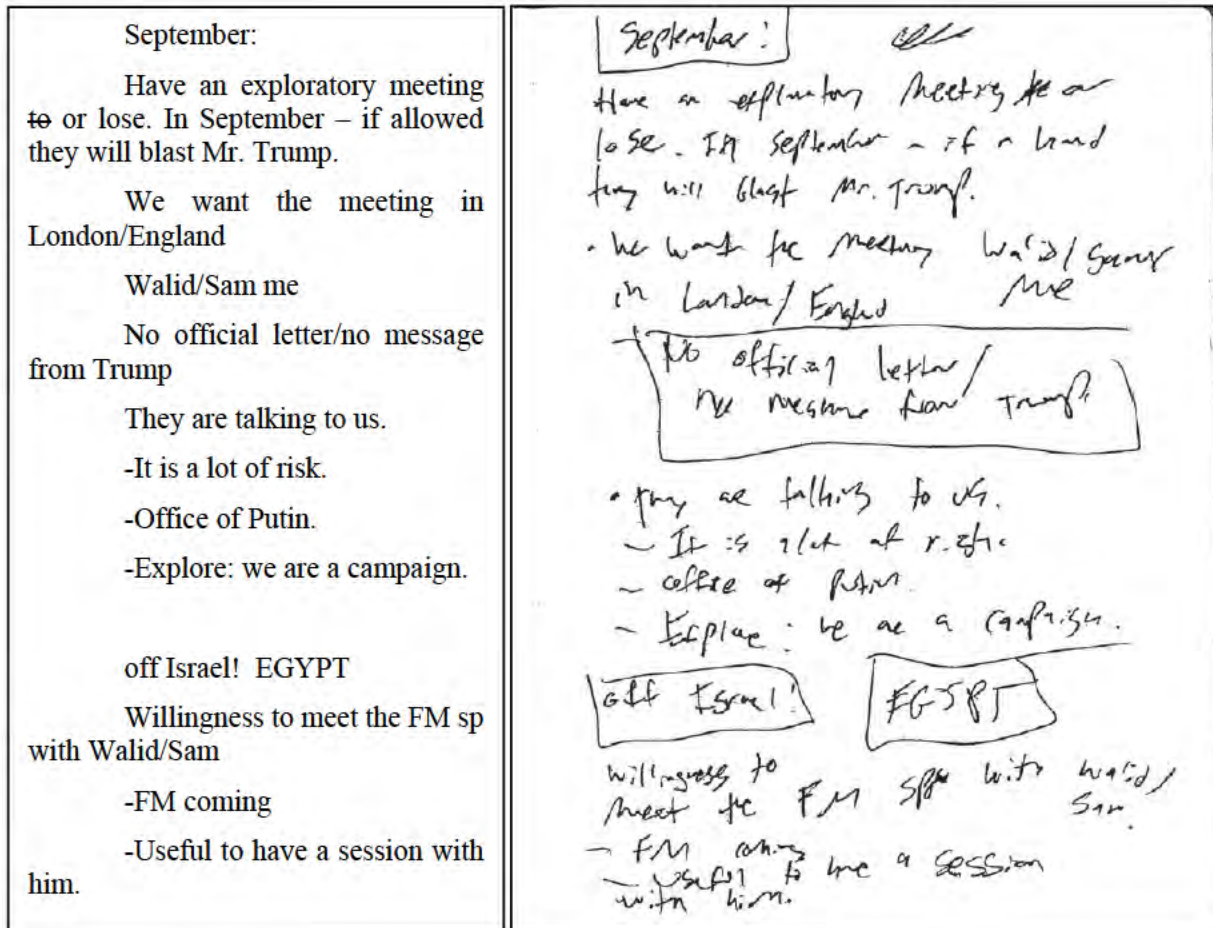 September:
Have an exploratory meeting
to or lose. In September – if allowed
they will blast Mr. Trump.
We want the meeting in
London/England
Walid/Sam me
No official letter/no message
from Trump
They are talking to us.
-It is a lot of risk.
-Office of Putin.
-Explore: we are a campaign.
off Israel! EGYPT
Willingness to meet the FM sp
with Walid/Sam
-FM coming
-Useful to have a session with
him.
September:
Have an exploratory meeting to or
lose. In September - if
they will blast Mr. Trump.
• We want the meeting Walid/Sam
in London/England me
- No official letter/
no message from Trump
• They are talking to us.
- It is a lot of risk
- office of Putin.
- Explore: we are a campaign.
off Israel! EGYPT
willingness to
meet the FM sp with Walid/
Sam.
- FM coming
- useful to have a session
with him.